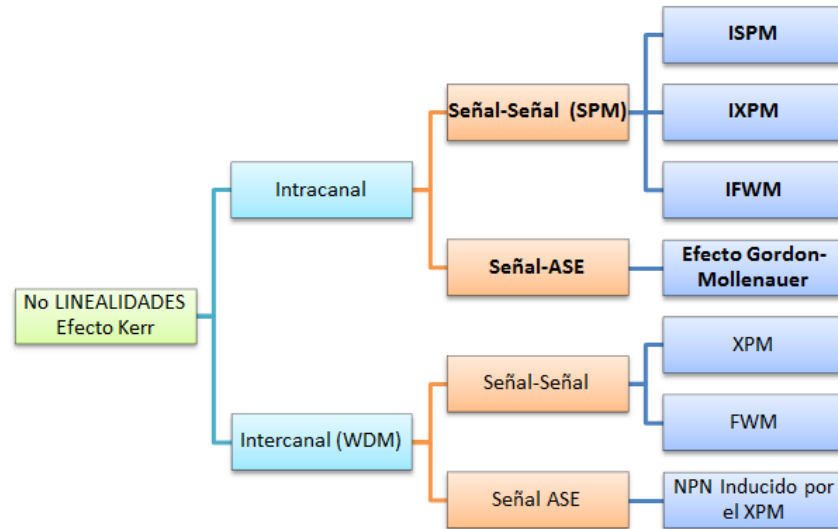 ISPM
Señal-Señal (SPM)
IXPM
Intracanal
IFWM
Señal-ASE
Efecto Gordon-
Mollenauer
No LINEALIDADES
Efecto Kerr
XPM
Señal-Señal
FWM
Intercanal (WDM)
Señal ASE
NPN Inducido por
el XPM